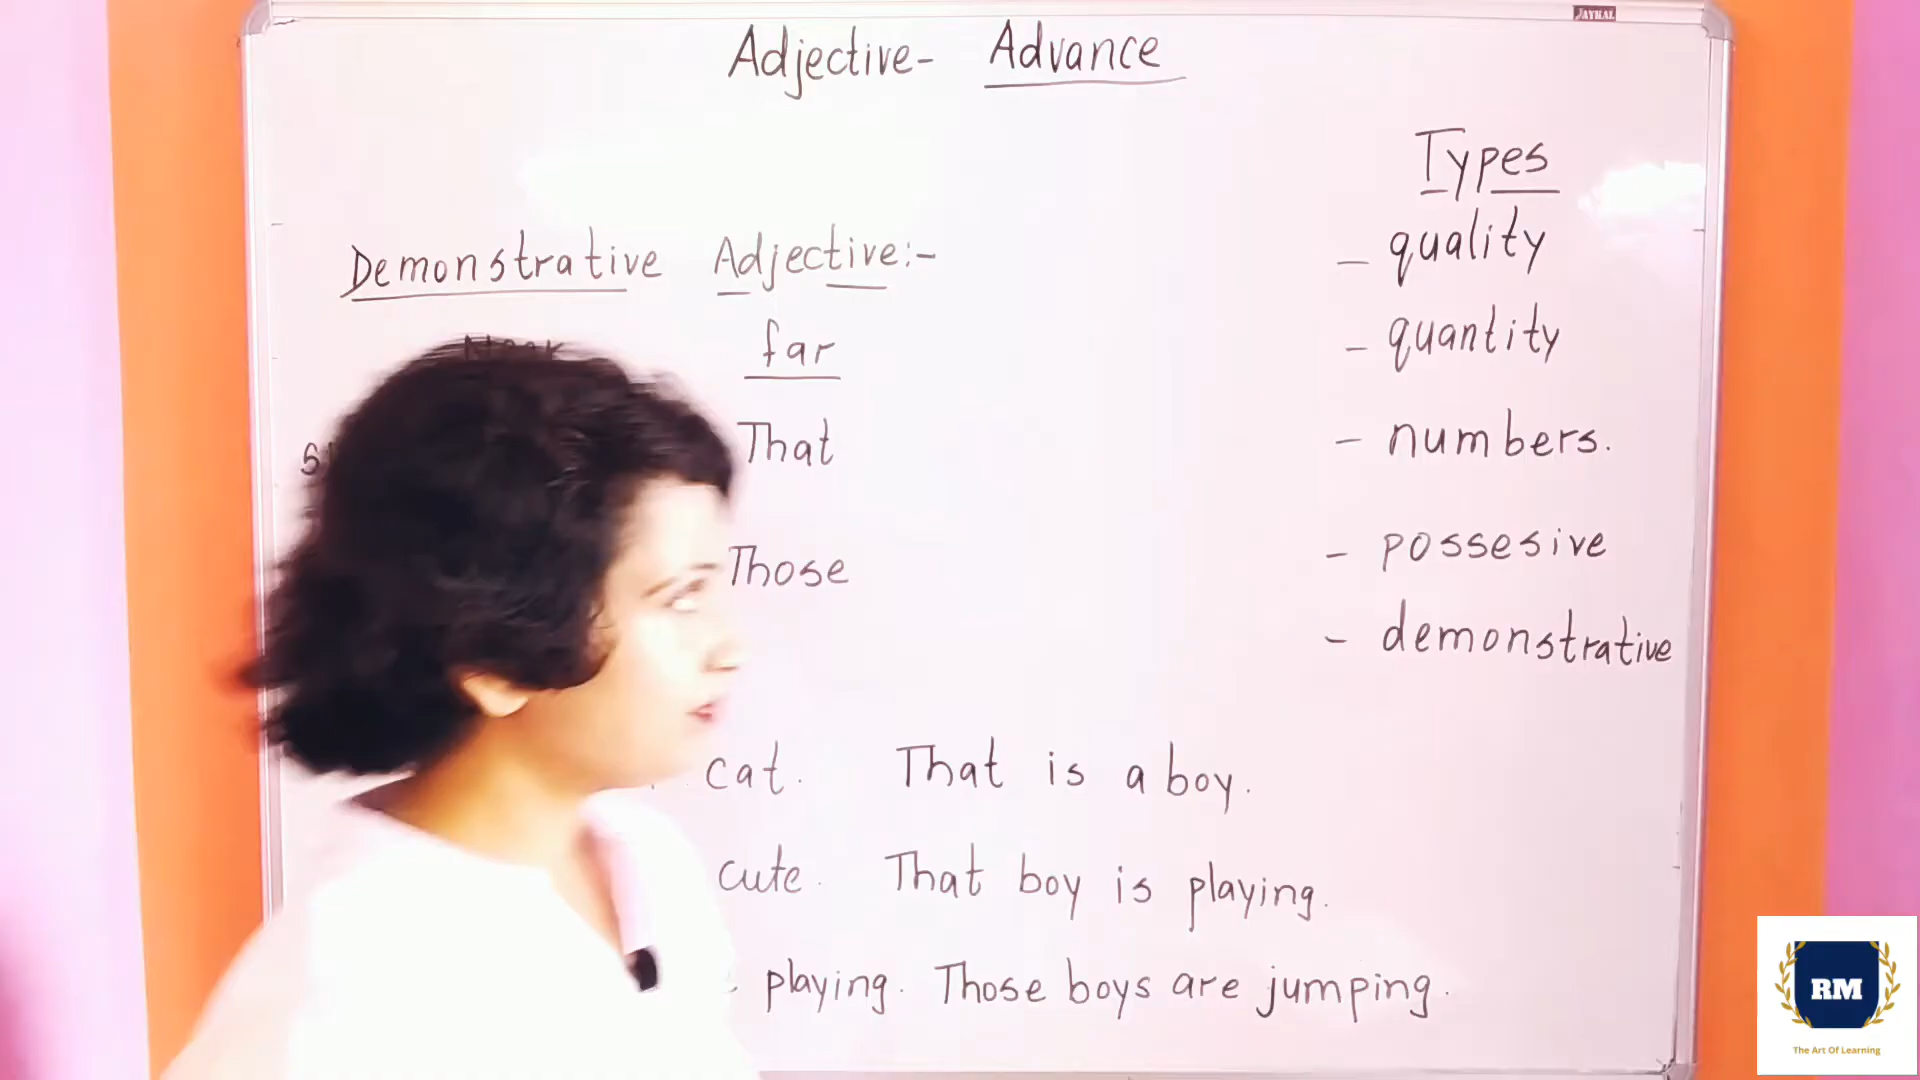 JAYHAL
Adjective- Advance
Types
Demonstrative Adjective:-
- quality
far
- quantity
That
- numbers.
Those
- possesive
- demonstrative
cat. That is a boy.
cute. That boy is playing.
playing. Those boys are jumping.
RM
The Art Of Learning